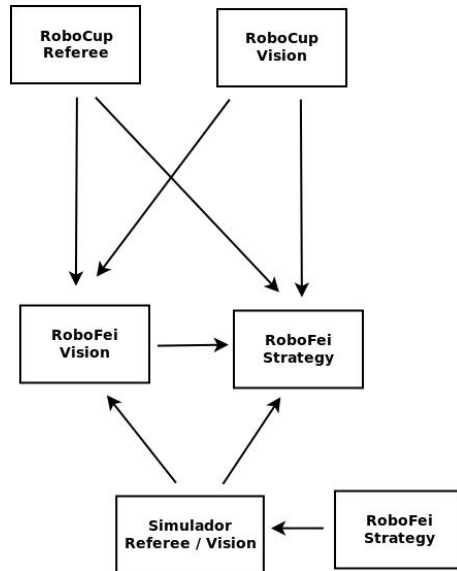 RoboCup
Referee
RoboCup
Vision
RoboFei
Vision
RoboFei
Strategy
Simulador
Referee / Vision
RoboFei
Strategy